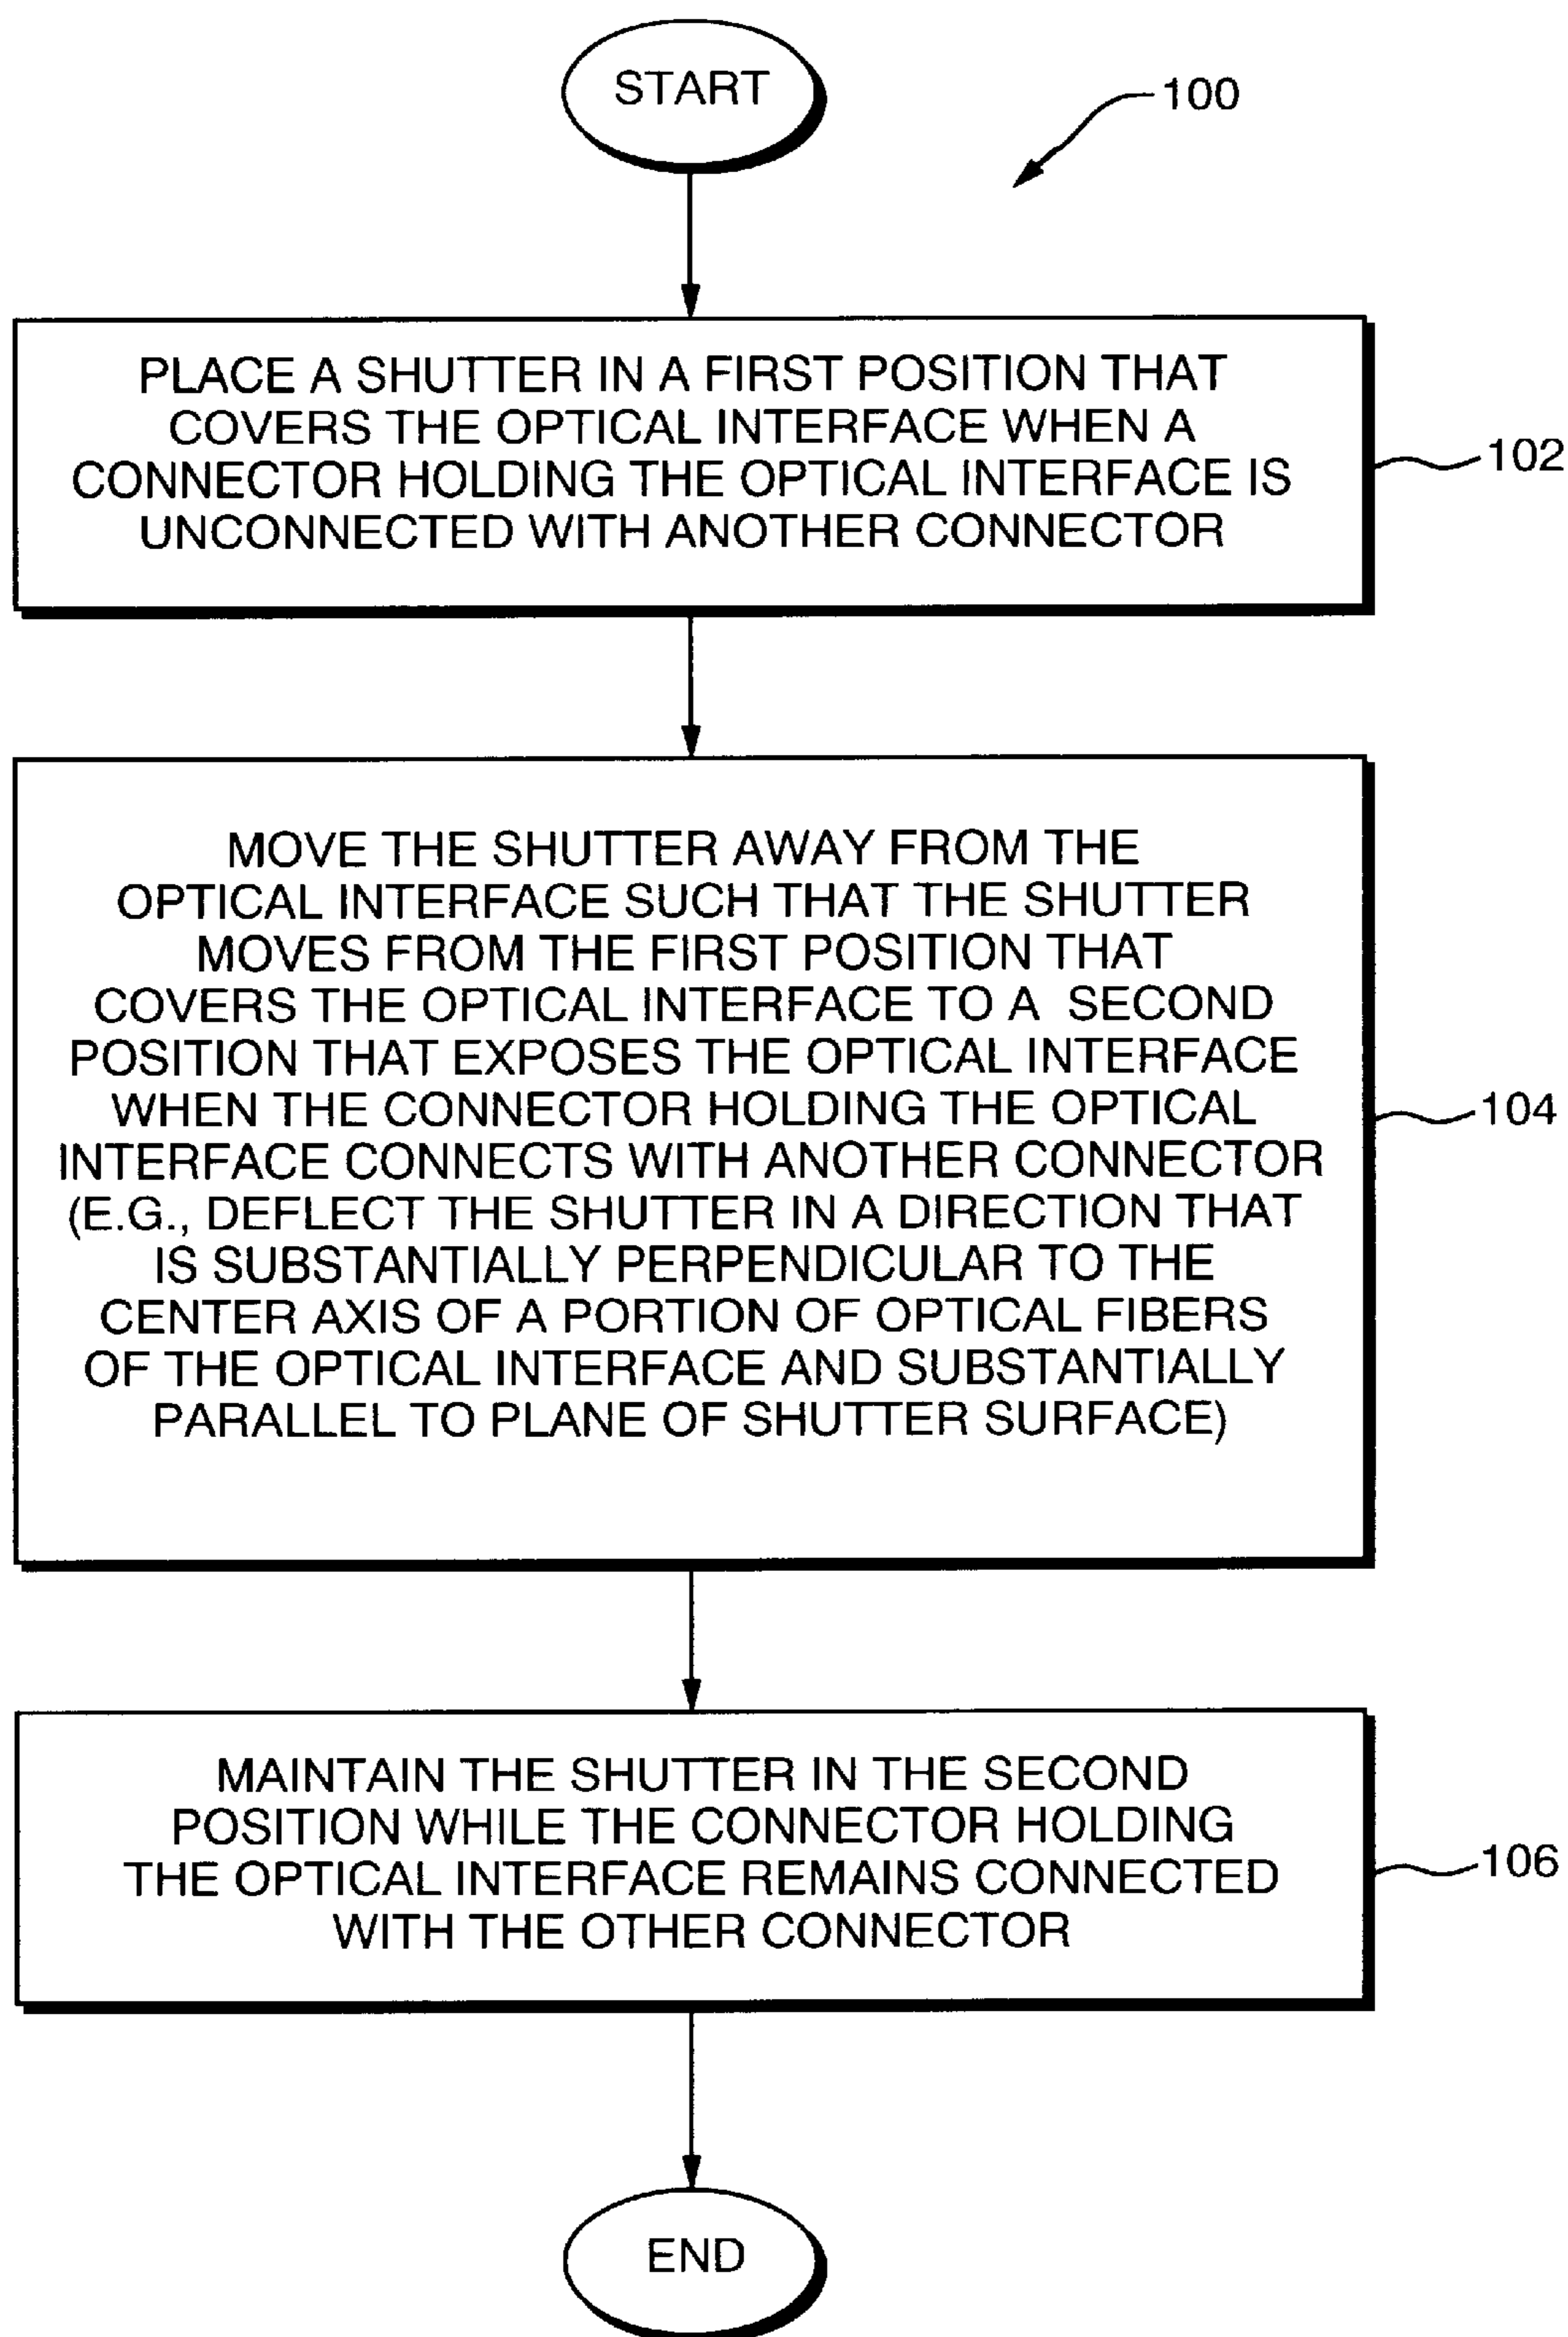 START
100
PLACE A SHUTTER IN A FIRST POSITION THAT
COVERS THE OPTICAL INTERFACE WHEN A
CONNECTOR HOLDING THE OPTICAL INTERFACE IS
UNCONNECTED WITH ANOTHER CONNECTOR
102
MOVE THE SHUTTER AWAY FROM THE
OPTICAL INTERFACE SUCH THAT THE SHUTTER
MOVES FROM THE FIRST POSITION THAT
COVERS THE OPTICAL INTERFACE TO A SECOND
POSITION THAT EXPOSES THE OPTICAL INTERFACE
WHEN THE CONNECTOR HOLDING THE OPTICAL
INTERFACE CONNECTS WITH ANOTHER CONNECTOR
(E.G., DEFLECT THE SHUTTER IN A DIRECTION THAT
IS SUBSTANTIALLY PERPENDICULAR TO THE
CENTER AXIS OF A PORTION OF OPTICAL FIBERS
OF THE OPTICAL INTERFACE AND SUBSTANTIALLY
PARALLEL TO PLANE OF SHUTTER SURFACE)
104
MAINTAIN THE SHUTTER IN THE SECOND
POSITION WHILE THE CONNECTOR HOLDING
THE OPTICAL INTERFACE REMAINS CONNECTED
WITH THE OTHER CONNECTOR
106
END